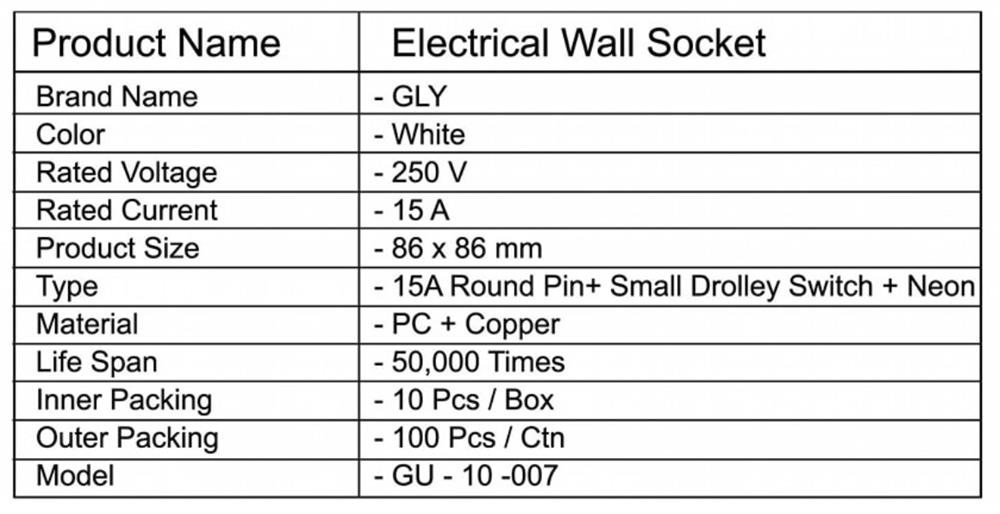 Product Name Electrical Wall Socket
Brand Name - GLY
Color - White
Rated Voltage - 250 V
Rated Current - 15 A
Product Size - 86 x 86 mm
Type - 15A Round Pin+ Small Drolley Switch + Neon
Material - PC + Copper
Life Span - 50,000 Times
Inner Packing - 10 Pcs / Box
Outer Packing - 100 Pcs / Ctn
Model - GU - 10 -007